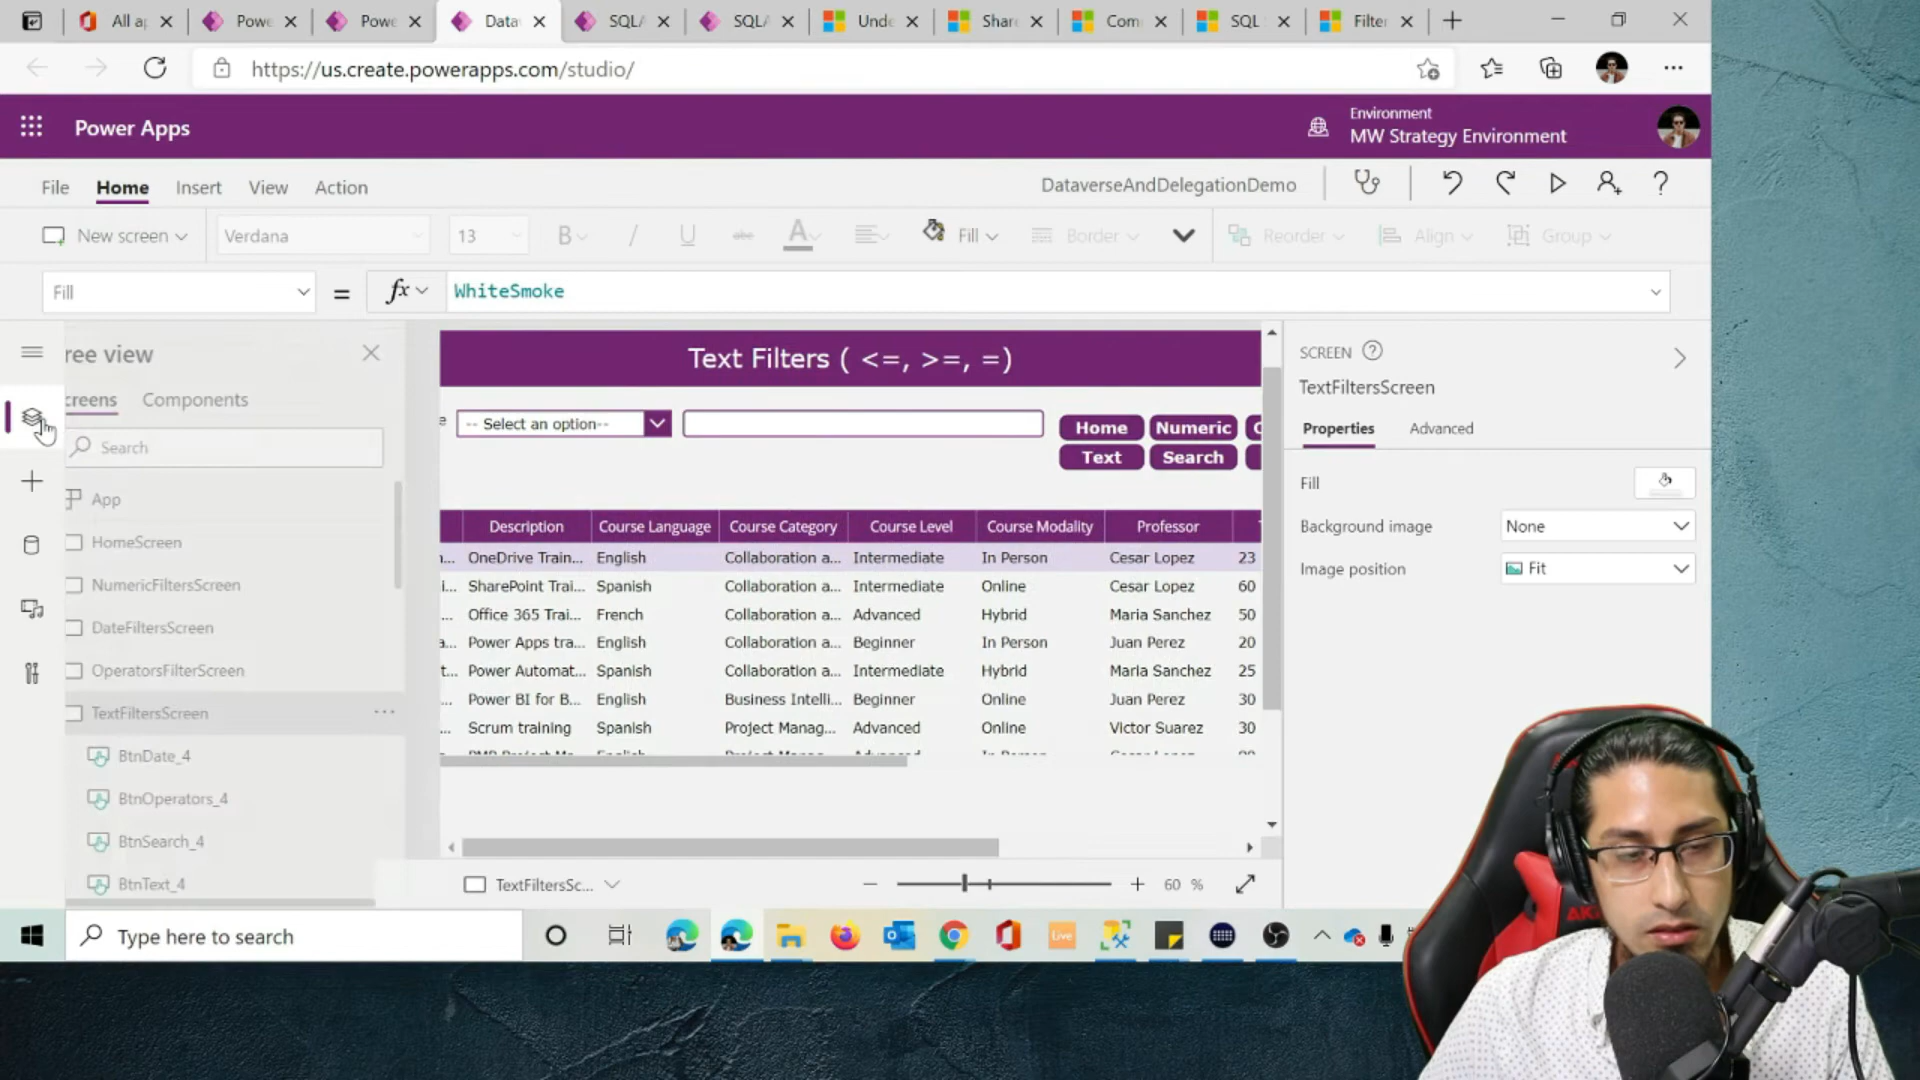 All a
Powe
Powe
Data
SQL
SQL
Unde
Share
Com
SQL
Filter
https://us.create.powerapps.com/studio/
Power Apps
Environment
MW Strategy Environment
File Home Insert View Action
DataverseAndDelegationDemo
New screen Verdana 13 B / U abc A Fill Border Reorder Align Group
Fill = fx WhiteSmoke
ree view
creens Components
Search
App
HomeScreen
NumericFiltersScreen
DateFiltersScreen
OperatorsFilterScreen
TextFiltersScreen
BtnDate_4
BtnOperators_4
BtnSearch_4
BtnText_4
Text Filters ( <=, >=, =)
e -- Select an option-- Home Numeric
Text Search
Description Course Language Course Category Course Level Course Modality Professor
OneDrive Train... English Collaboration a... Intermediate In Person Cesar Lopez 23
SharePoint Trai... Spanish Collaboration a... Intermediate Online Cesar Lopez 60
Office 365 Trai... French Collaboration a... Advanced Hybrid Maria Sanchez 50
Power Apps tra... English Collaboration a... Beginner In Person Juan Perez 20
Power Automat... Spanish Collaboration a... Intermediate Hybrid Maria Sanchez 25
Power BI for B... English Business Intelli... Beginner Online Juan Perez 30
Scrum training Spanish Project Manag... Advanced Online Victor Suarez 30
TextFiltersSc... 60 %
SCREEN
TextFiltersScreen
Properties Advanced
Fill
Background image None
Image position Fit
Type here to search
Live